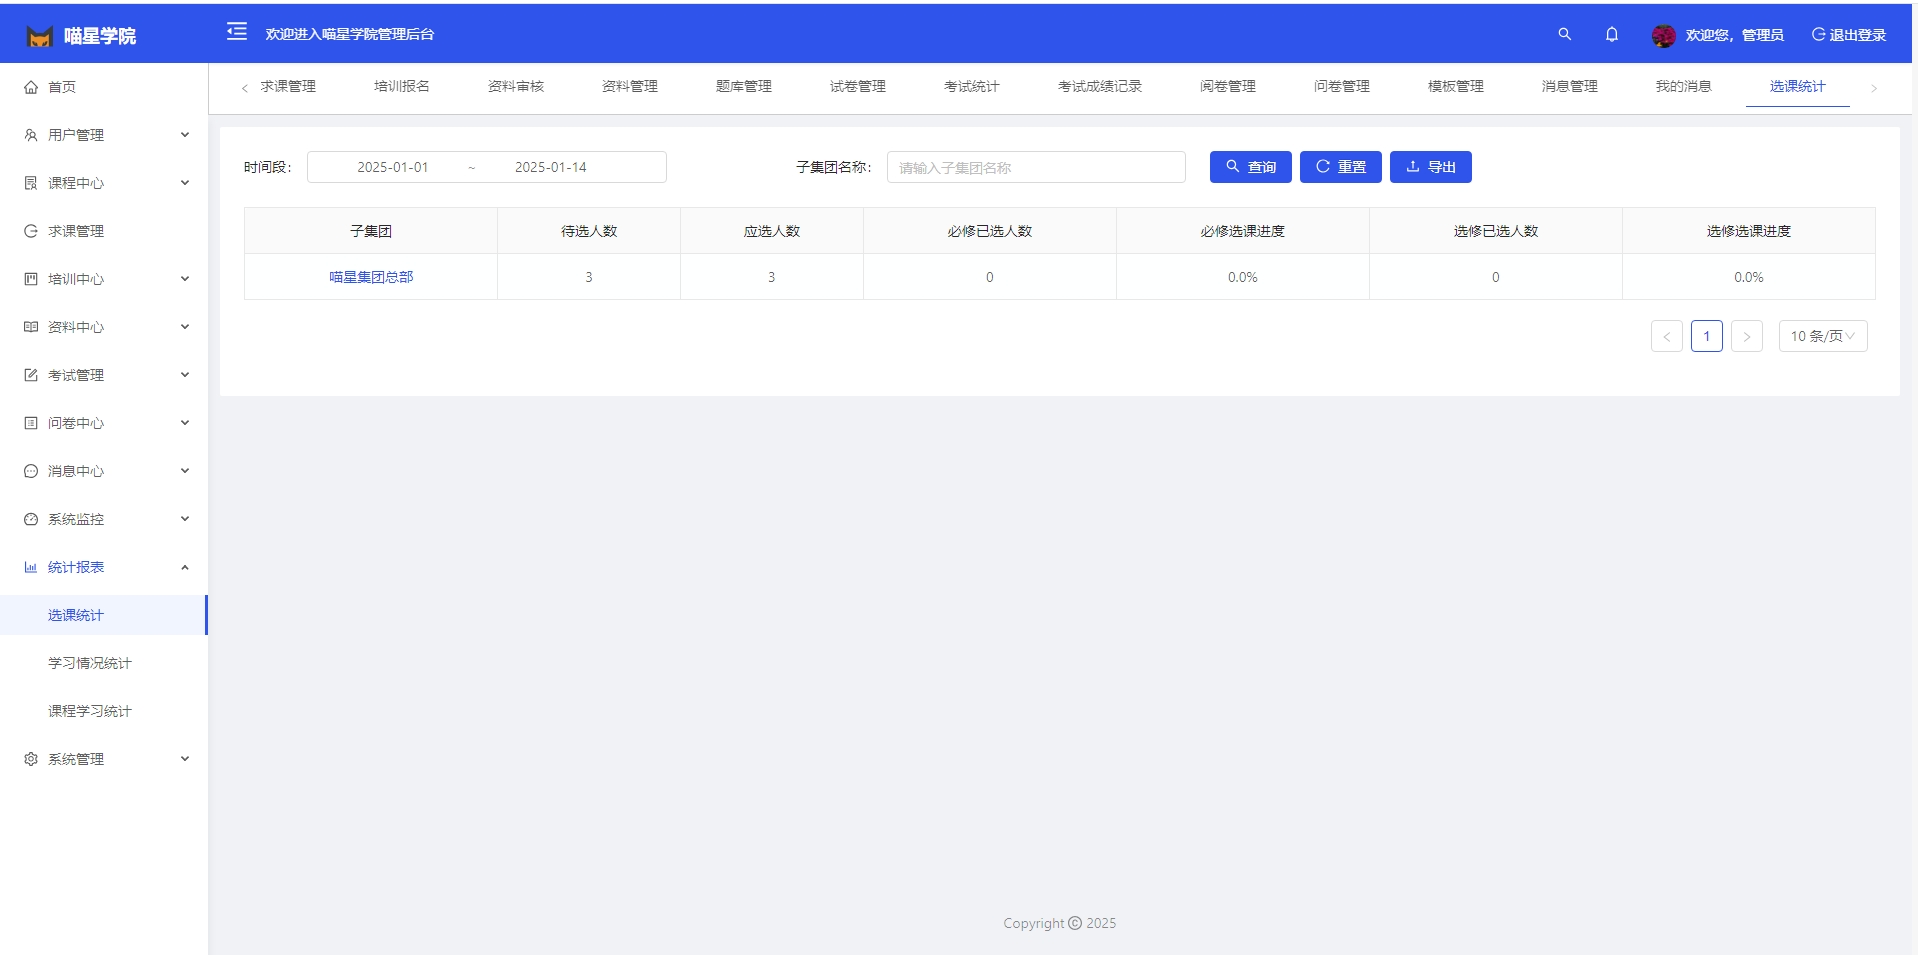 喵星学院
欢迎进入喵星学院管理后台
欢迎您，管理员
退出登录
首页
用户管理
课程中心
求课管理
培训中心
资料中心
考试管理
问卷中心
消息中心
系统监控
统计报表
选课统计
学习情况统计
课程学习统计
系统管理
求课管理 培训报名 资料审核 资料管理 题库管理 试卷管理 考试统计 考试成绩记录 阅卷管理 问卷管理 模板管理 消息管理 我的消息 选课统计
时间段： 2025-01-01 ~ 2025-01-14 子集团名称： 请输入子集团名称 查询 重置 导出
子集团 待选人数 应选人数 必修已选人数 必修选课进度 选修已选人数 选修选课进度
喵星集团总部 3 3 0 0.0% 0 0.0%
< 1 > 10 条/页
Copyright © 2025